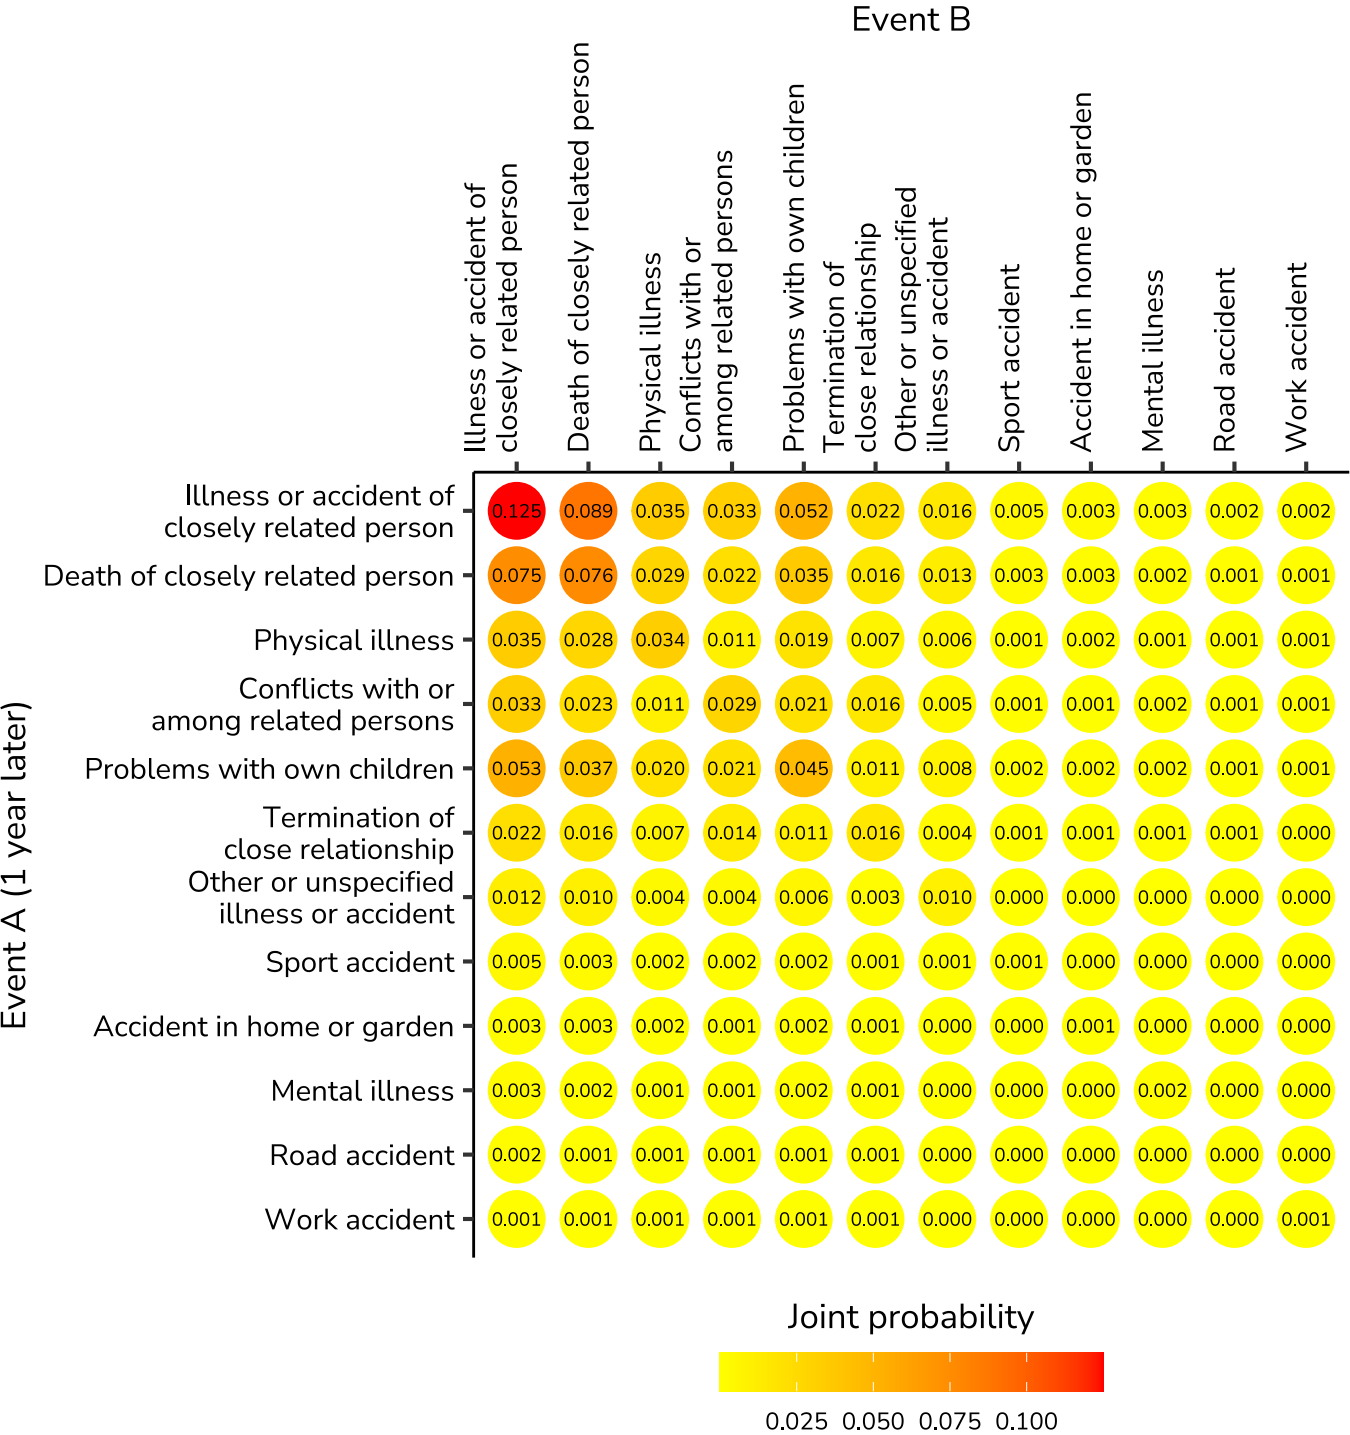 Event B
Illness or accident of
closely related person
Death of closely related person
Physical illness
Conflicts with or
among related persons
Problems with own children
Termination of
close relationship
Other or unspecified
illness or accident
Sport accident
Accident in home or garden
Mental illness
Road accident
Work accident
Event A (1 year later)
Illness or accident of
closely related person
0.125 0.089 0.035 0.033 0.052 0.022 0.016 0.005 0.003 0.003 0.002 0.002
Death of closely related person 0.075 0.076 0.029 0.022 0.035 0.016 0.013 0.003 0.003 0.002 0.001 0.001
Physical illness 0.035 0.028 0.034 0.011 0.019 0.007 0.006 0.001 0.002 0.001 0.001 0.001
Conflicts with or
among related persons
0.033 0.023 0.011 0.029 0.021 0.016 0.005 0.001 0.001 0.002 0.001 0.001
Problems with own children 0.053 0.037 0.020 0.021 0.045 0.011 0.008 0.002 0.002 0.002 0.001 0.001
Termination of
close relationship
0.022 0.016 0.007 0.014 0.011 0.016 0.004 0.001 0.001 0.001 0.001 0.000
Other or unspecified
illness or accident
0.012 0.010 0.004 0.004 0.006 0.003 0.010 0.000 0.000 0.000 0.000 0.000
Sport accident 0.005 0.003 0.002 0.002 0.002 0.001 0.001 0.001 0.000 0.000 0.000 0.000
Accident in home or garden 0.003 0.003 0.002 0.001 0.002 0.001 0.000 0.000 0.001 0.000 0.000 0.000
Mental illness 0.003 0.002 0.001 0.001 0.002 0.001 0.000 0.000 0.000 0.002 0.000 0.000
Road accident 0.002 0.001 0.001 0.001 0.001 0.001 0.000 0.000 0.000 0.000 0.000 0.000
Work accident 0.001 0.001 0.001 0.001 0.001 0.001 0.000 0.000 0.000 0.000 0.000 0.001
Joint probability
0.025 0.050 0.075 0.100